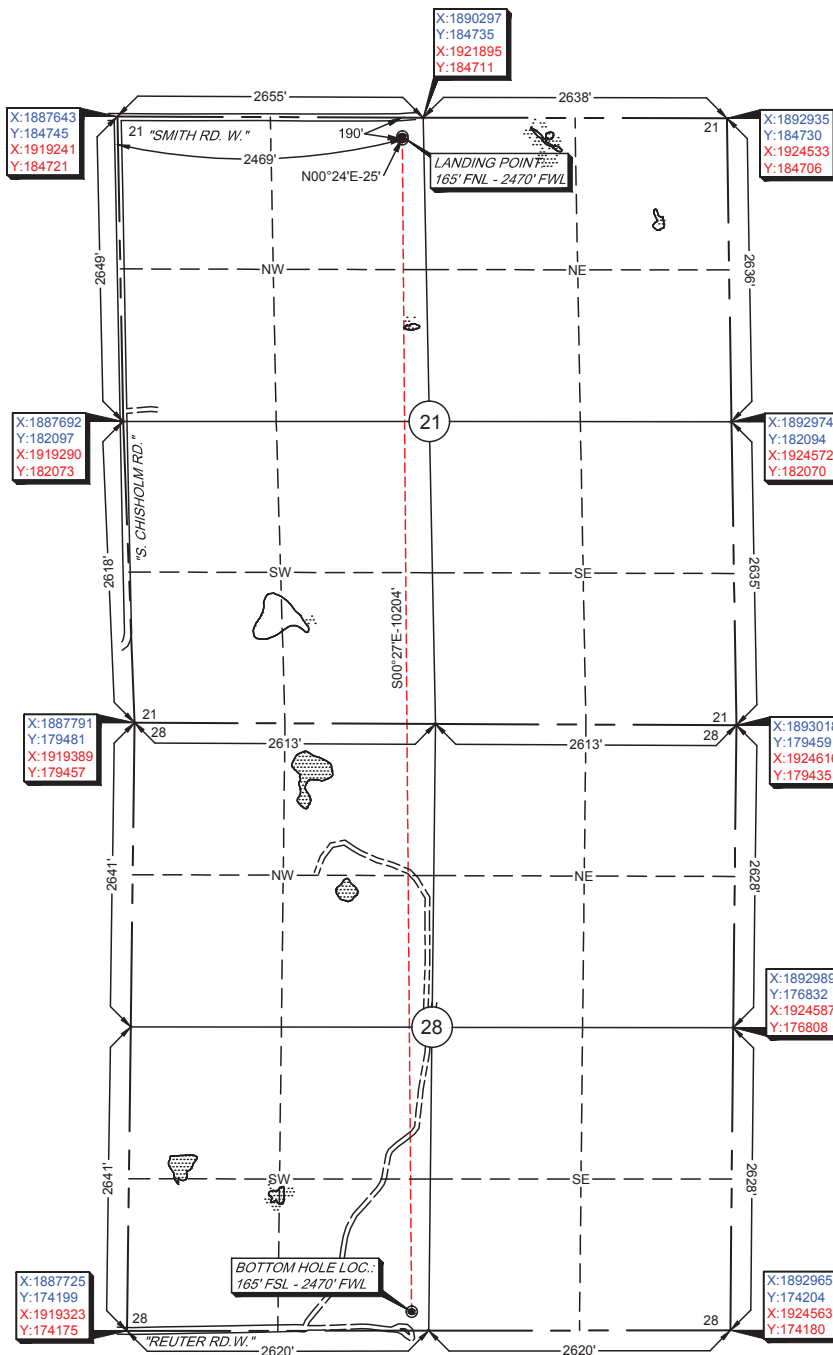 X:1890297
Y:184735
X:1921895
Y:184711
2655'
2638'
X:1887643
Y:184745
X:1919241
Y:184721
21
"SMITH RD. W."
190'
21
X:1892935
Y:184730
X:1924533
Y:184706
2469'
N00°24'E-25'
LANDING POINT:
165' FNL - 2470' FWL
2649'
NW
NE
2636'
X:1887692
Y:182097
X:1919290
Y:182073
21
X:1892974
Y:182094
X:1924572
Y:182070
"S. CHISHOLM RD."
2618'
SW
SE
2635'
S00°27'E-10204'
X:1887791
Y:179481
X:1919389
Y:179457
21
28
2613'
2613'
21
28
X:1893018
Y:179459
X:1924616
Y:179435
2641'
NW
NE
2628'
28
X:1892989
Y:176832
X:1924587
Y:176808
2641'
SW
SE
2628'
BOTTOM HOLE LOC.:
165' FSL - 2470' FWL
X:1887725
Y:174199
X:1919323
Y:174175
28
28
X:1892965
Y:174204
X:1924563
Y:174180
"REUTER RD.W."
2620'
2620'